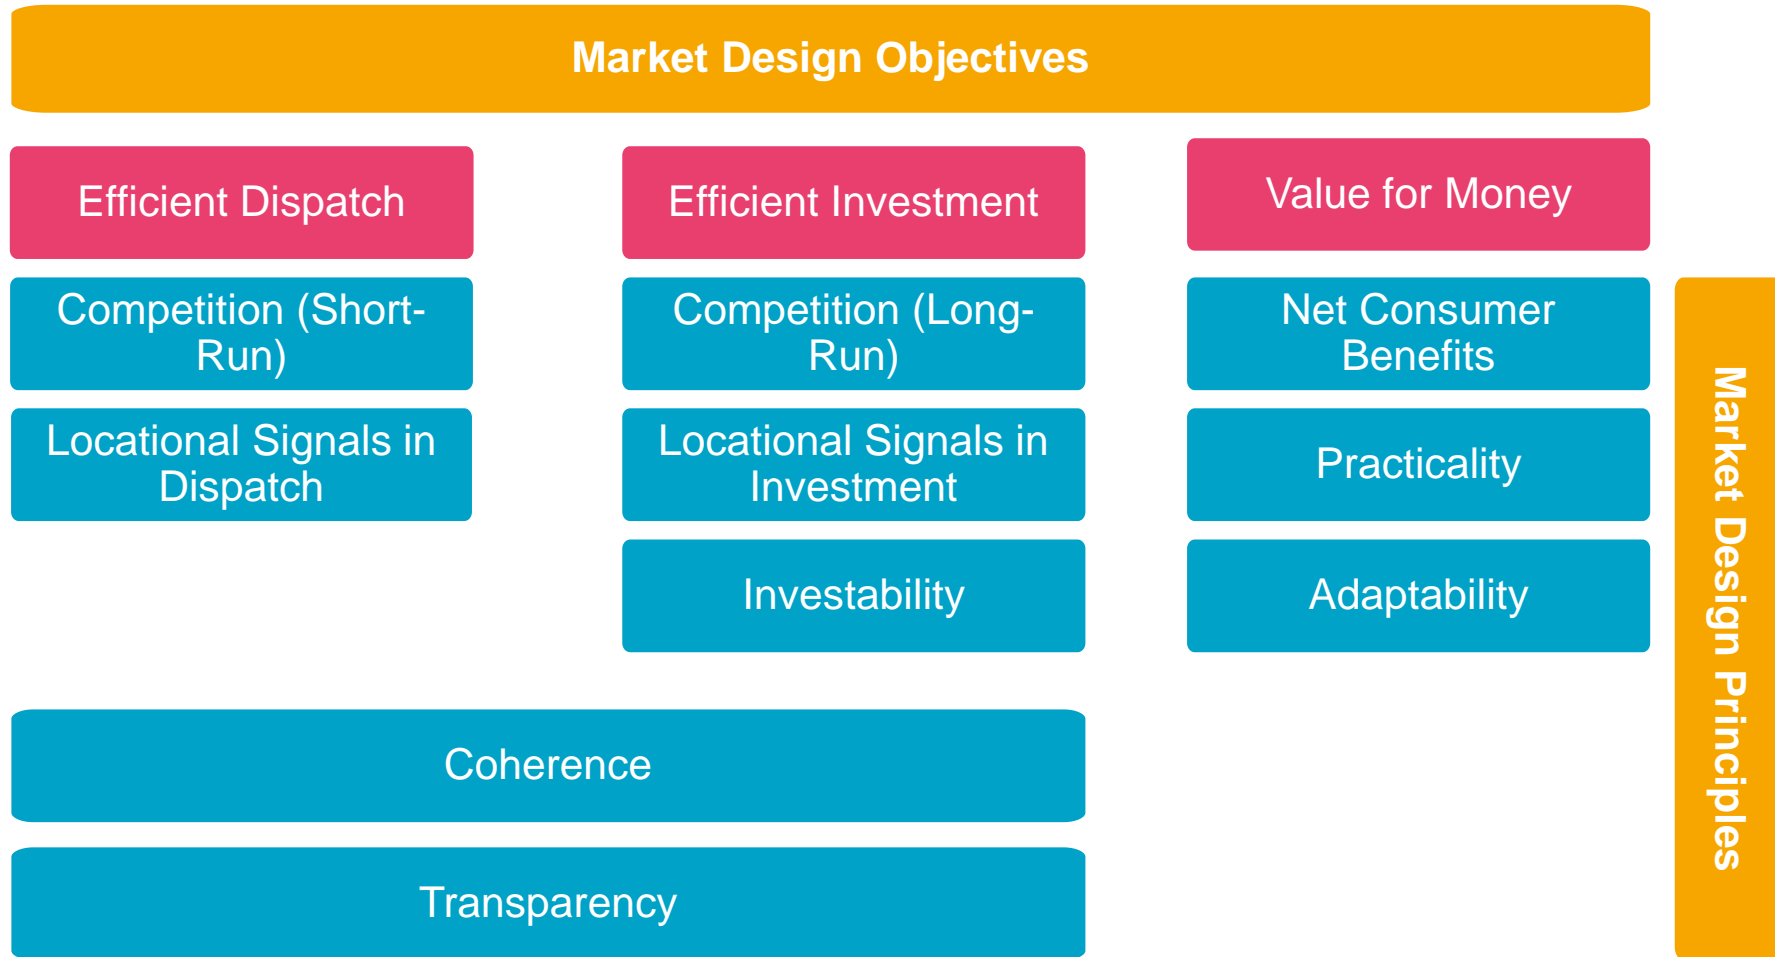 Market Design Objectives
Efficient Dispatch
Efficient Investment
Value for Money
Competition (Short-
Run)
Competition (Long-
Run)
Net Consumer
Benefits
Locational Signals in
Dispatch
Locational Signals in
Investment
Practicality
Investability
Adaptability
Coherence
Transparency
Market Design Principles